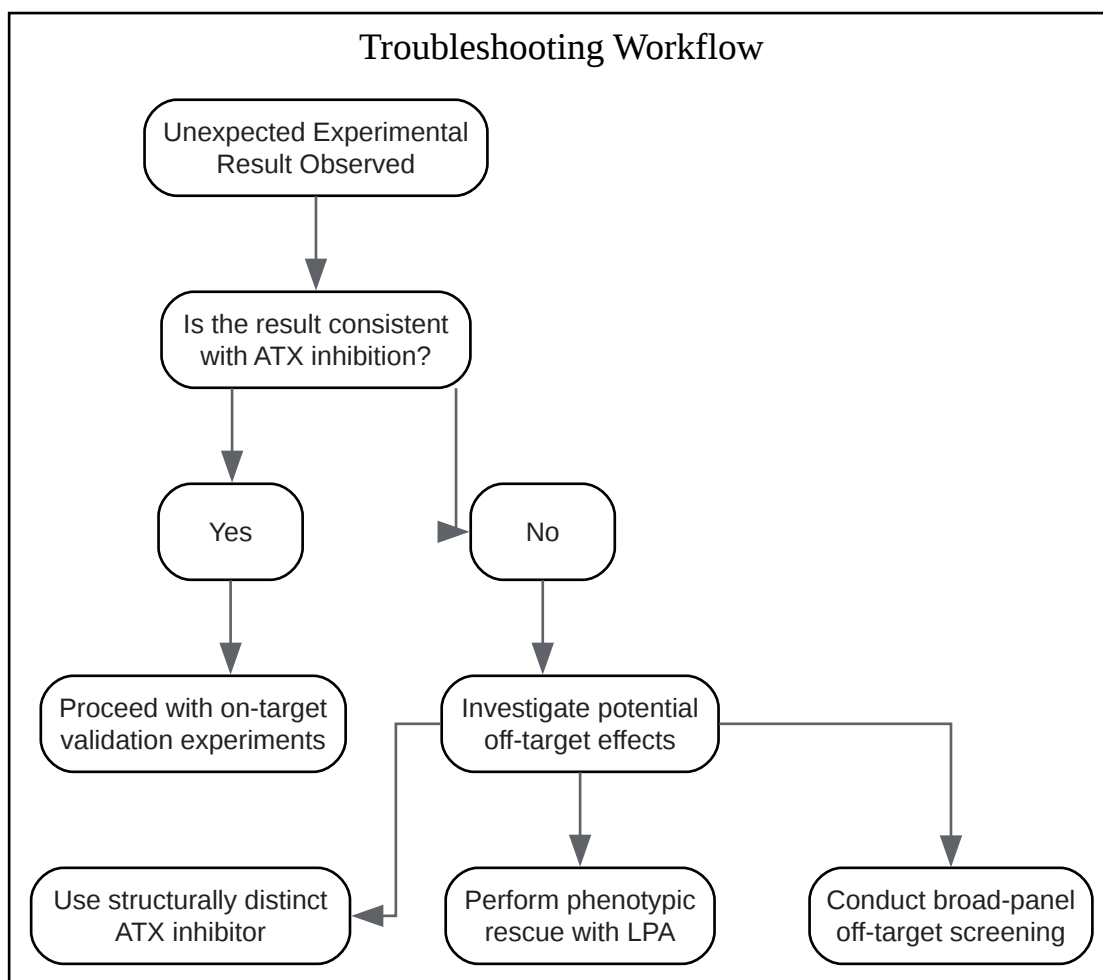 Troubleshooting Workflow
Unexpected Experimental
Result Observed
Is the result consistent
with ATX inhibition?
Yes
No
Proceed with on-target
validation experiments
Investigate potential
off-target effects
Use structurally distinct
ATX inhibitor
Perform phenotypic
rescue with LPA
Conduct broad-panel
off-target screening